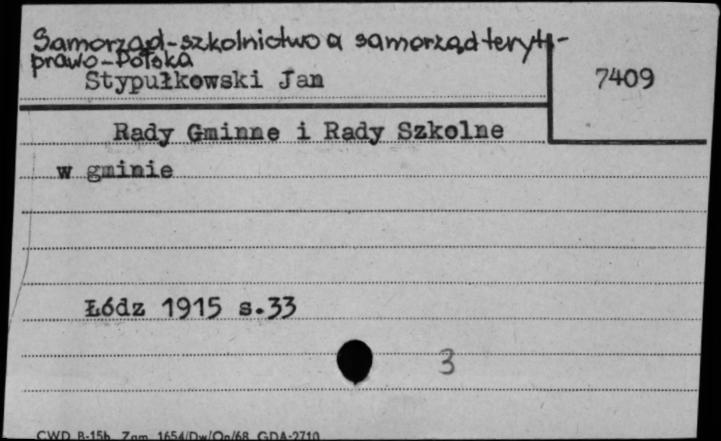 Samorząd-szkolnictwo a samorząd teryt-
prawo-Polska
Stypułkowski Jan
7409
Rady Gminne i Rady Szkolne
w gminie
Łódz 1915 s.33
3
CWD B-15b. Zam. 1654/Dw/Op/68 GDA-2710